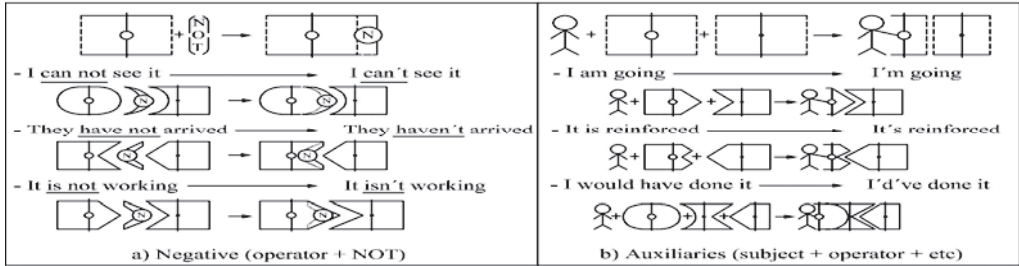 + NOT
- I can not see it I can´t see it
N
- They have not arrived They haven´t arrived
N
- It is not working It isn´t working
N
a) Negative (operator + NOT)
+ +
- I am going I´m going
+ +
- It is reinforced It´s reinforced
+ +
- I would have done it I´d´ve done it
+ + +
b) Auxiliaries (subject + operator + etc)